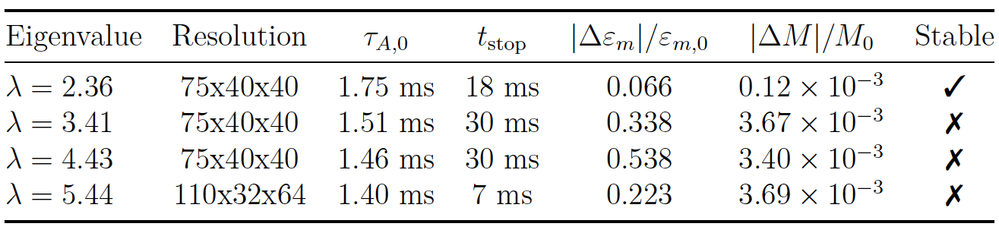 Eigenvalue Resolution τ_{A,0} t_{stop} |Δε_m|/ε_{m,0} |ΔM|/M_0 Stable
λ = 2.36 75x40x40 1.75 ms 18 ms 0.066 0.12 × 10^{−3} ✓
λ = 3.41 75x40x40 1.51 ms 30 ms 0.338 3.67 × 10^{−3} ✗
λ = 4.43 75x40x40 1.46 ms 30 ms 0.538 3.40 × 10^{−3} ✗
λ = 5.44 110x32x64 1.40 ms 7 ms 0.223 3.69 × 10^{−3} ✗